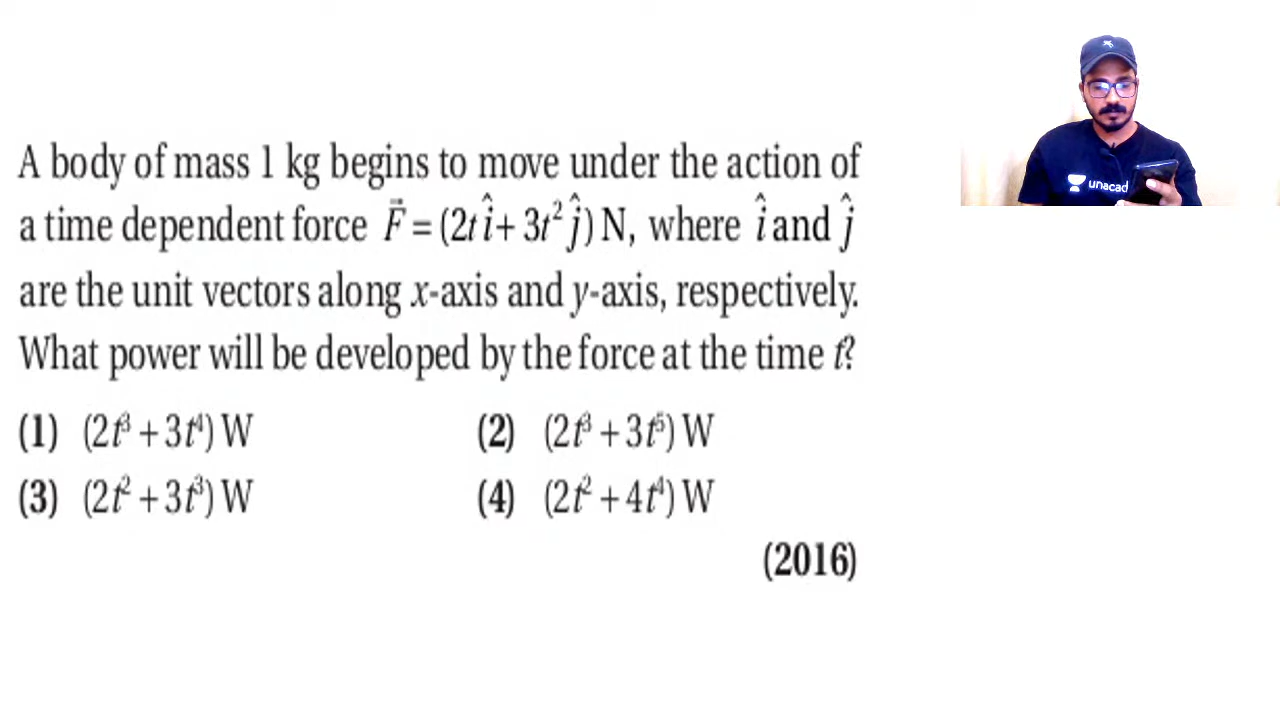 A body of mass 1 kg begins to move under the action of
a time dependent force F⃗ = (2t î + 3t² ĵ) N, where î and ĵ
are the unit vectors along x-axis and y-axis, respectively.
What power will be developed by the force at the time t?
(1) (2t³ + 3t⁴) W (2) (2t³ + 3t⁵) W
(3) (2t² + 3t³) W (4) (2t² + 4t⁴) W
(2016)
unacad